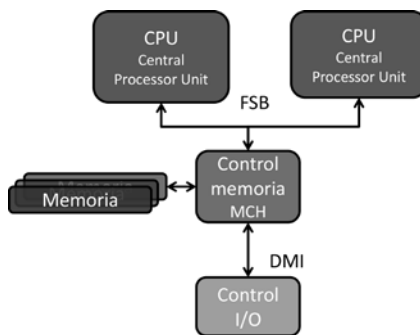 CPU
Central
Processor Unit
CPU
Central
Processor Unit
FSB
Control
memoria
MCH
Memoria
DMI
Control
I/O